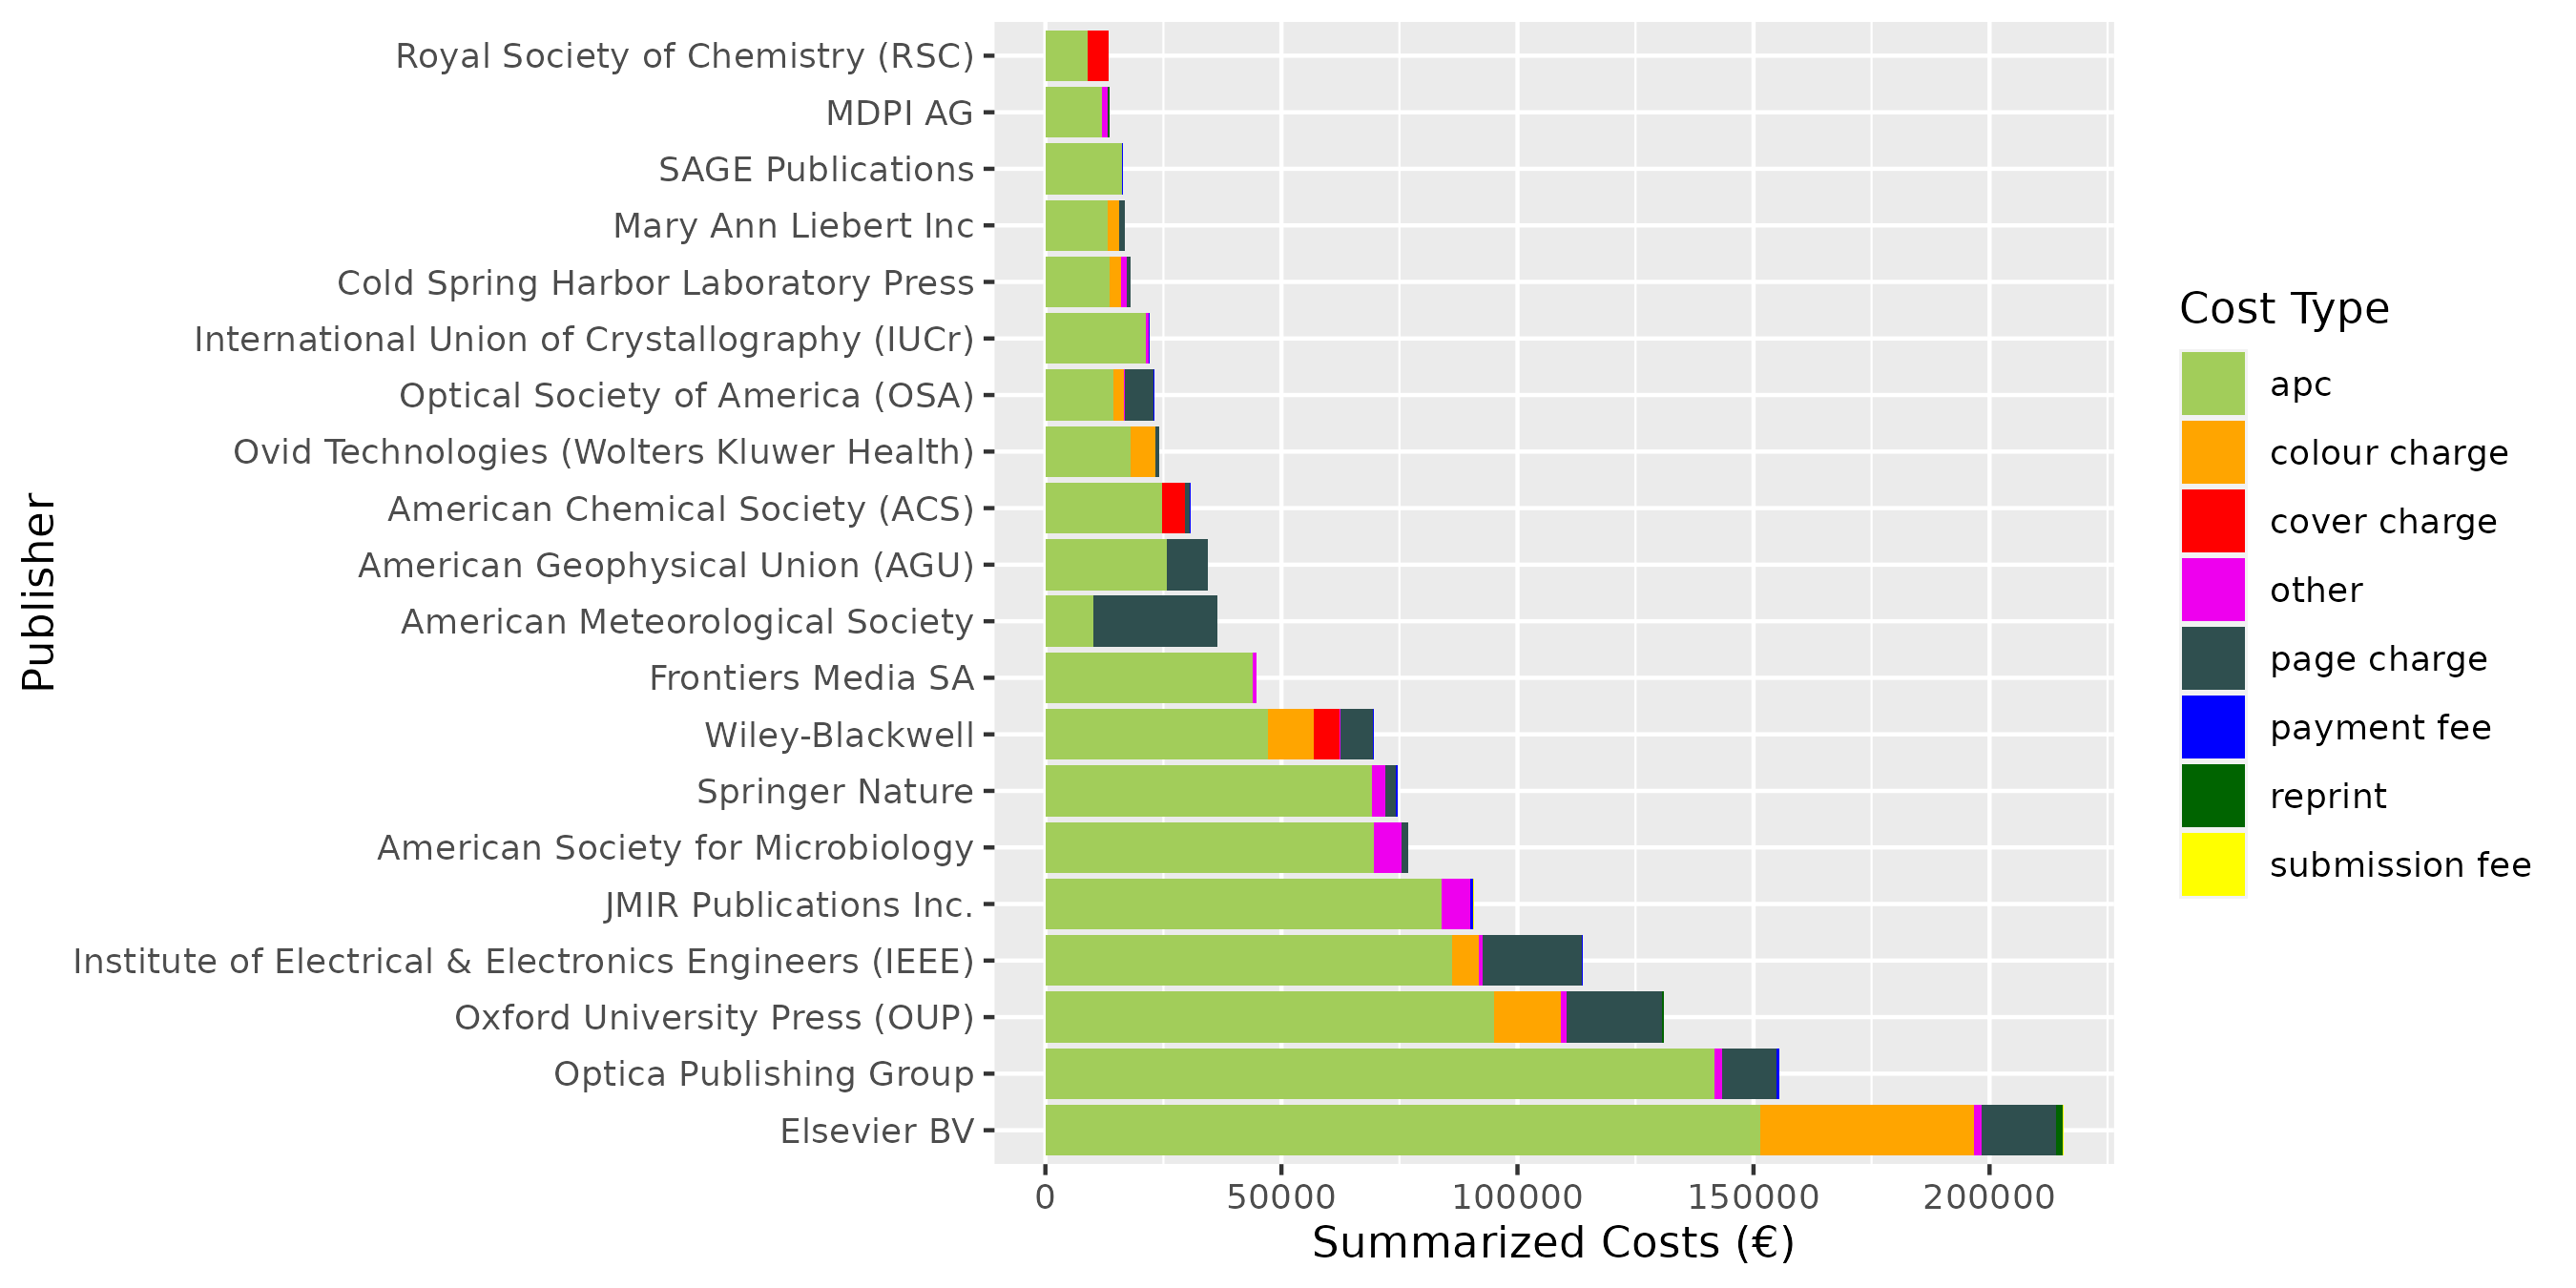 Royal Society of Chemistry (RSC)
MDPI AG
SAGE Publications
Mary Ann Liebert Inc
Cold Spring Harbor Laboratory Press
International Union of Crystallography (IUCr)
Optical Society of America (OSA)
Ovid Technologies (Wolters Kluwer Health)
American Chemical Society (ACS)
American Geophysical Union (AGU)
American Meteorological Society
Frontiers Media SA
Wiley-Blackwell
Springer Nature
American Society for Microbiology
JMIR Publications Inc.
Institute of Electrical & Electronics Engineers (IEEE)
Oxford University Press (OUP)
Optica Publishing Group
Elsevier BV
Publisher
0 50000 100000 150000 200000
Summarized Costs (€)
Cost Type
apc
colour charge
cover charge
other
page charge
payment fee
reprint
submission fee